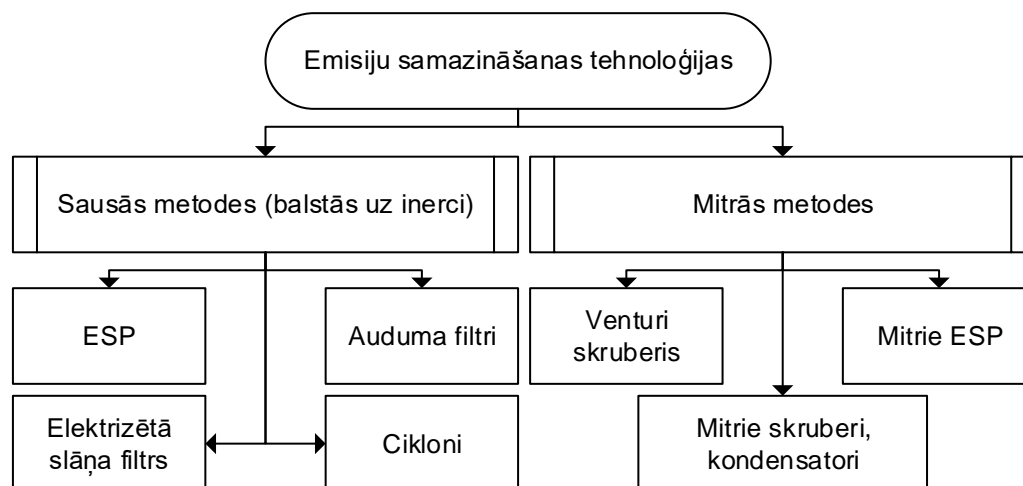 Emisiju samazināšanas tehnoloģijas
Sausās metodes (balstās uz inerci)
Mitrās metodes
ESP
Auduma filtri
Venturi
skruberis
Mitrie ESP
Elektrizētā
slāņa filtrs
Cikloni
Mitrie skruberi,
kondensatori